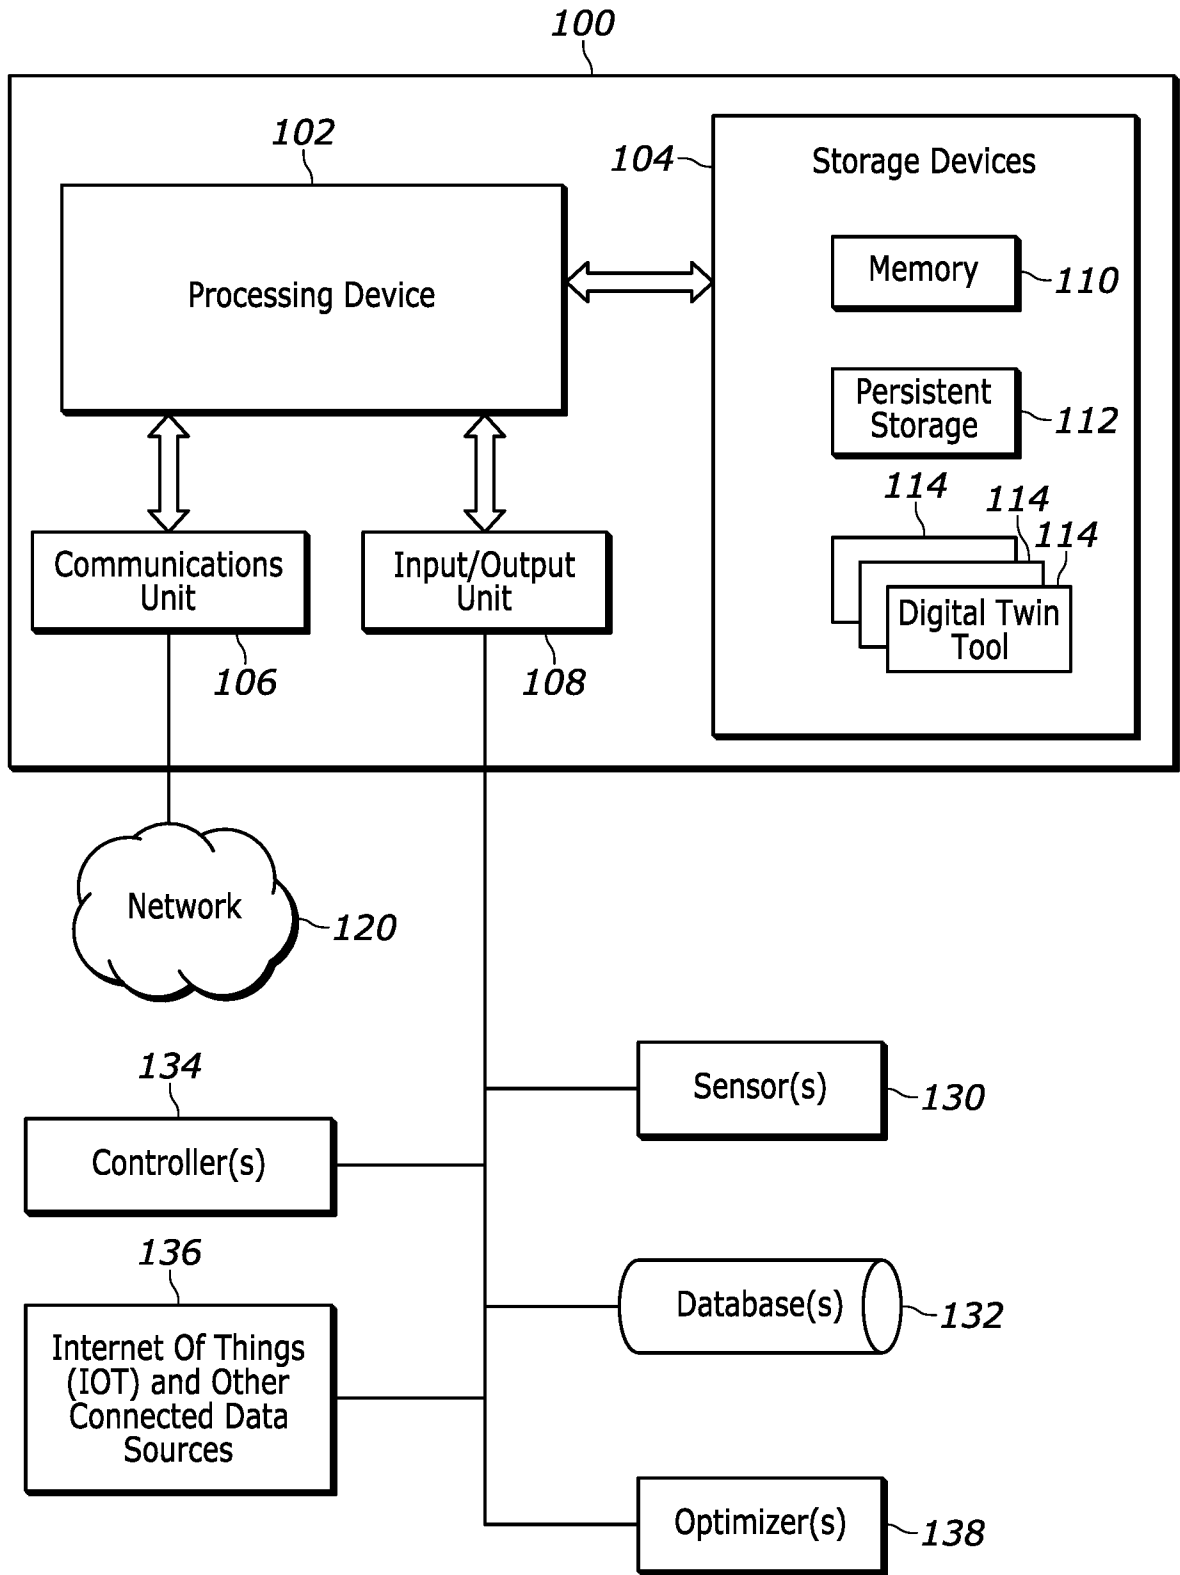 100
102
104
Storage Devices
Processing Device
Memory
110
Persistent
Storage
112
114
114
114
Communications
Unit
Input/Output
Unit
Digital Twin
Tool
106
108
Network
120
134
Sensor(s)
130
Controller(s)
136
Database(s)
132
Internet Of Things
(IOT) and Other
Connected Data
Sources
Optimizer(s)
138